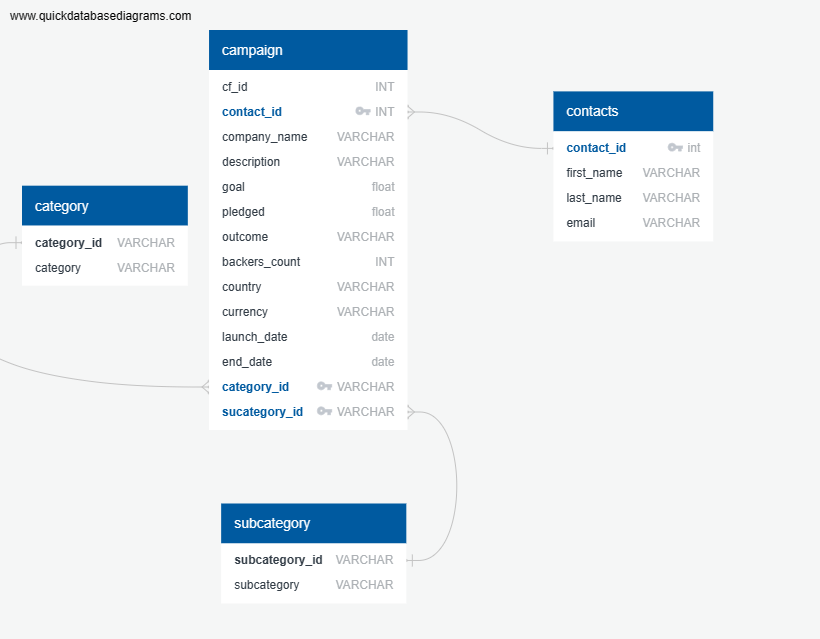 www.quickdatabasediagrams.com
campaign
cf_id INT
contact_id INT
company_name VARCHAR
description VARCHAR
goal float
pledged float
outcome VARCHAR
backers_count INT
country VARCHAR
currency VARCHAR
launch_date date
end_date date
category_id VARCHAR
sucategory_id VARCHAR
contacts
contact_id int
first_name VARCHAR
last_name VARCHAR
email VARCHAR
category
category_id VARCHAR
category VARCHAR
subcategory
subcategory_id VARCHAR
subcategory VARCHAR